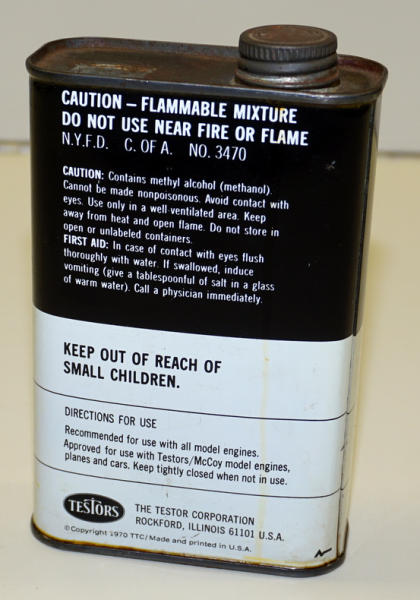 CAUTION – FLAMMABLE MIXTURE
DO NOT USE NEAR FIRE OR FLAME
N.Y.F.D. C. OF A. NO. 3470
CAUTION: Contains methyl alcohol (methanol).
Cannot be made nonpoisonous. Avoid contact with
eyes. Use only in a well-ventilated area. Keep
away from heat and open flame. Do not store in
open or unlabeled containers.
FIRST AID: In case of contact with eyes flush
thoroughly with water. If swallowed, induce
vomiting (give a tablespoonful of salt in a glass
of warm water). Call a physician immediately.
KEEP OUT OF REACH OF
SMALL CHILDREN.
DIRECTIONS FOR USE
Recommended for use with all model engines.
Approved for use with Testors/McCoy model engines,
planes and cars. Keep tightly closed when not in use.
TESTORS
THE TESTOR CORPORATION
ROCKFORD, ILLINOIS 61101 U.S.A.
©Copyright 1970 TTC/Made and printed in U.S.A.